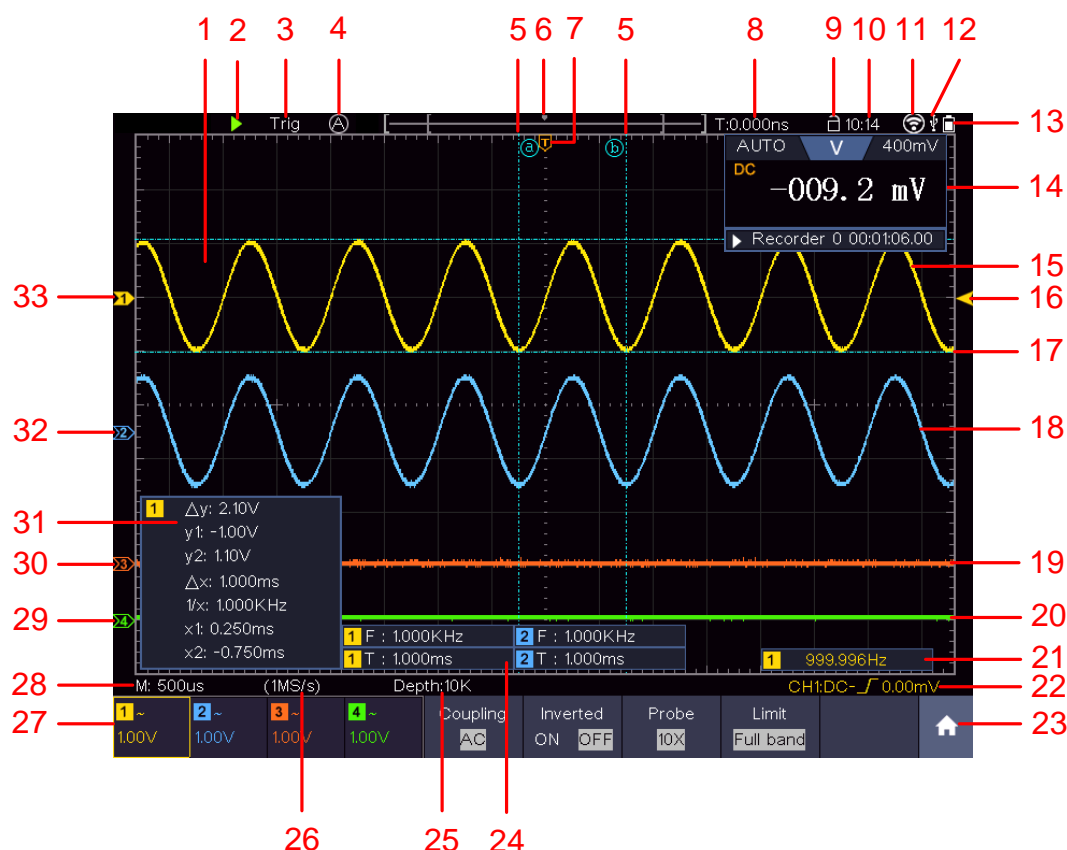 1 2 3 4 5 6 7 5 8 9 10 11 12
Trig A T:0.000ns 10:14
13
a T b
AUTO V 400mV
DC
-009.2 mV
14
Recorder 0 00:01:06.00
15
33 1 16
17
32 2 18
1 △y: 2.10V
31
y1: -1.00V
y2: 1.10V
30 3 19
△x: 1.000ms
1/x: 1.000KHz
29 4 20
x1: 0.250ms
x2: -0.750ms
1 F : 1.000KHz 2 F : 1.000KHz
1 T : 1.000ms 2 T : 1.000ms
1 999.996Hz 21
28 M: 500us (1MS/s) Depth:10K CH1:DC- 0.00mV 22
27 1 ~ 2 ~ 3 ~ 4 ~ Coupling Inverted Probe Limit 23
1.00V 1.00V 1.00V 1.00V AC ON OFF 10X Full band
26 25 24